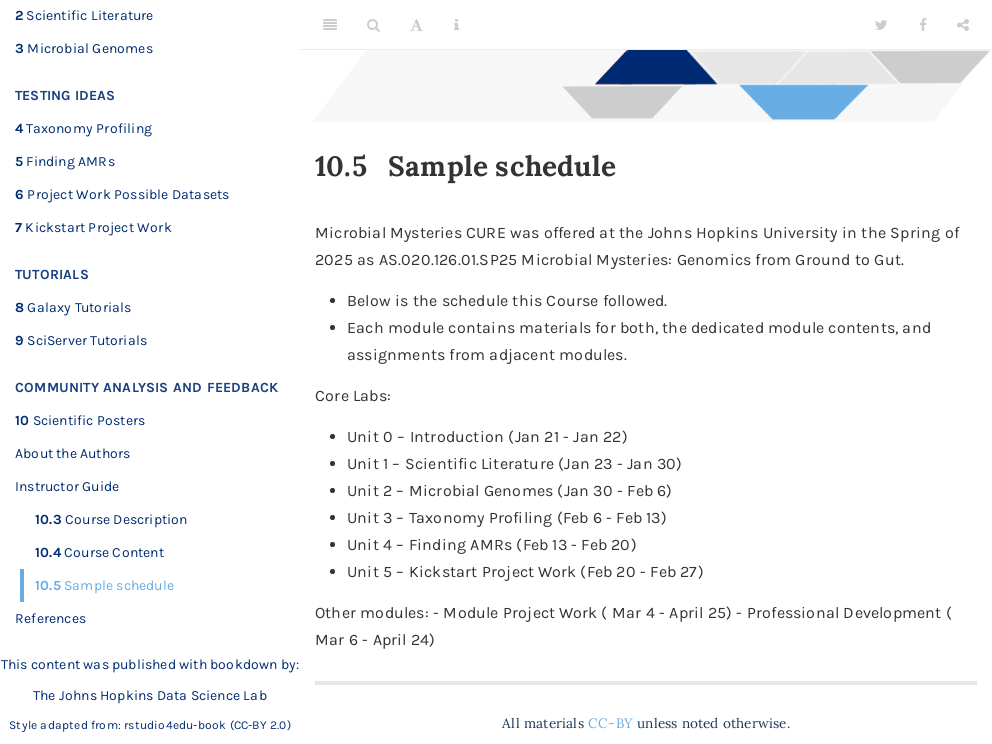 2 Scientific Literature
3 Microbial Genomes
TESTING IDEAS
4 Taxonomy Profiling
5 Finding AMRs
6 Project Work Possible Datasets
7 Kickstart Project Work
TUTORIALS
8 Galaxy Tutorials
9 SciServer Tutorials
COMMUNITY ANALYSIS AND FEEDBACK
10 Scientific Posters
About the Authors
Instructor Guide
10.3 Course Description
10.4 Course Content
10.5 Sample schedule
References
This content was published with bookdown by:
The Johns Hopkins Data Science Lab
Style adapted from: rstudio4edu-book (CC-BY 2.0)
10.5 Sample schedule
Microbial Mysteries CURE was offered at the Johns Hopkins University in the Spring of
2025 as AS.020.126.01.SP25 Microbial Mysteries: Genomics from Ground to Gut.
• Below is the schedule this Course followed.
• Each module contains materials for both, the dedicated module contents, and
assignments from adjacent modules.
Core Labs:
• Unit 0 – Introduction (Jan 21 - Jan 22)
• Unit 1 – Scientific Literature (Jan 23 - Jan 30)
• Unit 2 – Microbial Genomes (Jan 30 - Feb 6)
• Unit 3 – Taxonomy Profiling (Feb 6 - Feb 13)
• Unit 4 – Finding AMRs (Feb 13 - Feb 20)
• Unit 5 – Kickstart Project Work (Feb 20 - Feb 27)
Other modules: - Module Project Work ( Mar 4 - April 25) - Professional Development (
Mar 6 - April 24)
All materials CC-BY unless noted otherwise.